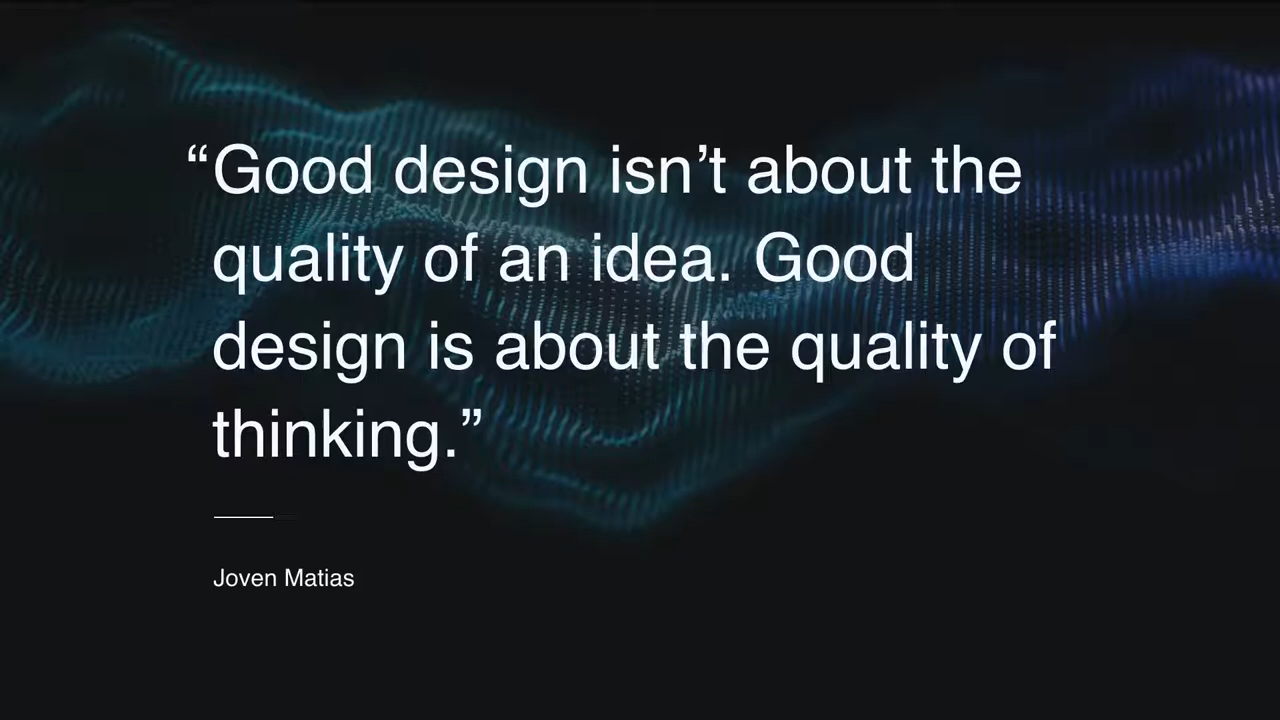 “Good design isn’t about the
quality of an idea. Good
design is about the quality of
thinking.”
Joven Matias